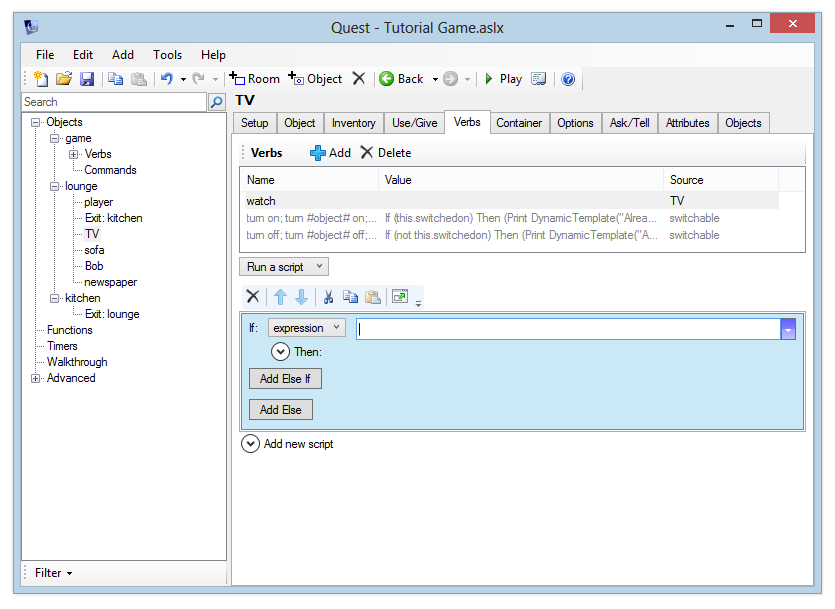 Quest - Tutorial Game.aslx
File Edit Add Tools Help
Room Object Back Play
Search
TV
Objects
game
Verbs
Commands
lounge
player
Exit: kitchen
TV
sofa
Bob
newspaper
kitchen
Exit: lounge
Functions
Timers
Walkthrough
Advanced
Filter
Setup Object Inventory Use/Give Verbs Container Options Ask/Tell Attributes Objects
Verbs Add Delete
Name Value Source
watch TV
turn on; turn #object# on;... If (this.switchedon) Then (Print DynamicTemplate("Alrea... switchable
turn off; turn #object# off;... If (not this.switchedon) Then (Print DynamicTemplate("A... switchable
Run a script
If: expression
Then:
Add Else If
Add Else
Add new script